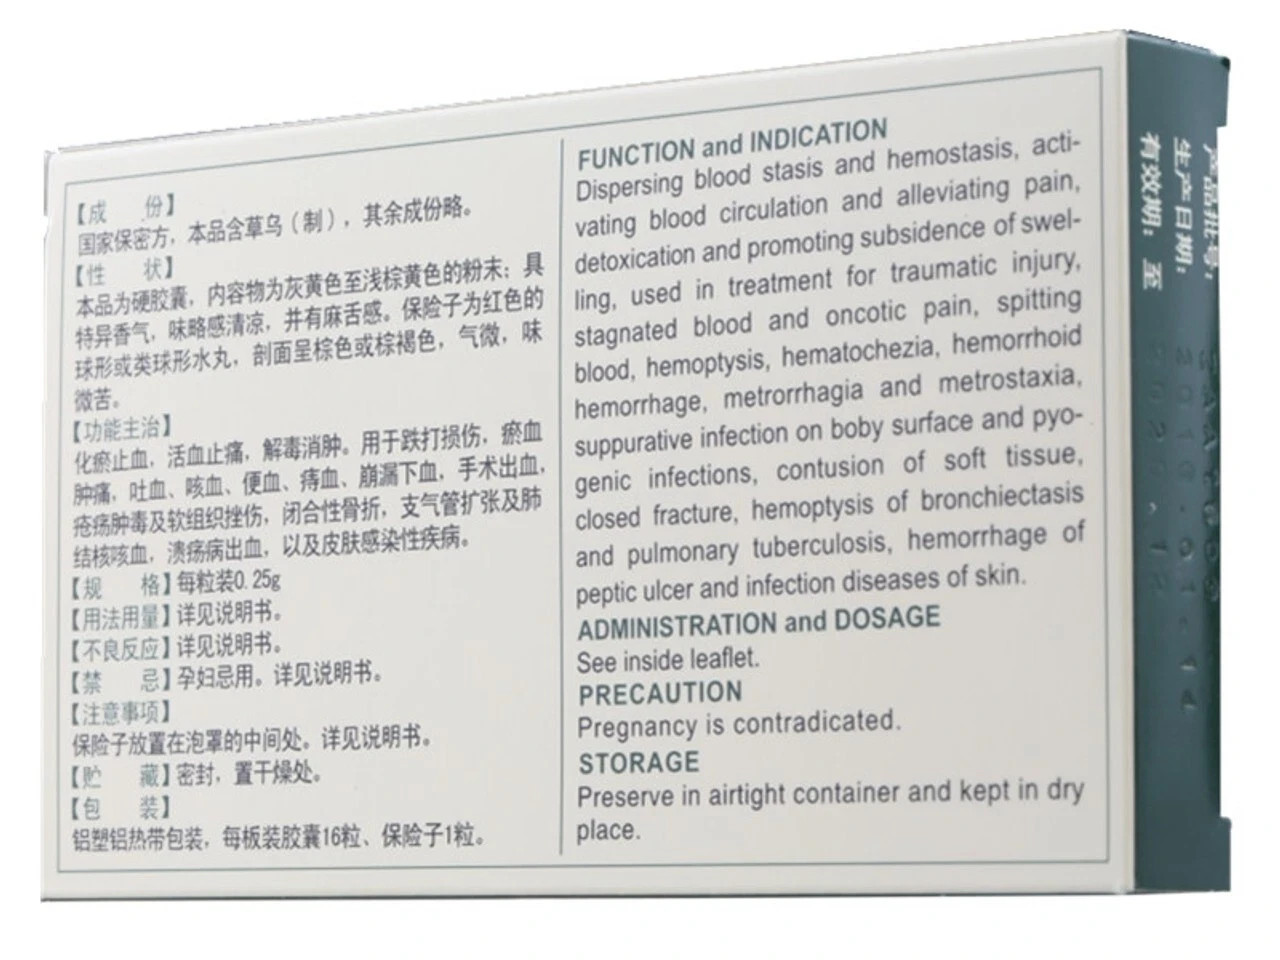 【成　份】
国家保密方，本品含草乌（制），其余成份略。
【性　状】
本品为硬胶囊，内容物为灰黄色至浅棕黄色的粉末；具
特异香气，味略感清凉，并有麻舌感。保险子为红色的
球形或类球形水丸，剖面呈棕色或棕褐色，气微，味
微苦。
【功能主治】
化瘀止血，活血止痛，解毒消肿。用于跌打损伤，瘀血
肿痛，吐血、咳血、便血、痔血、崩漏下血，手术出血，
疮疡肿毒及软组织挫伤，闭合性骨折，支气管扩张及肺
结核咳血，溃疡病出血，以及皮肤感染性疾病。
【规　格】每粒装0.25g
【用法用量】详见说明书。
【不良反应】详见说明书。
【禁　忌】孕妇忌用。详见说明书。
【注意事项】
保险子放置在泡罩的中间处。详见说明书。
【贮　藏】密封，置干燥处。
【包　装】
铝塑铝热带包装，每板装胶囊16粒、保险子1粒。
FUNCTION and INDICATION
Dispersing blood stasis and hemostasis, acti-
vating blood circulation and alleviating pain,
detoxication and promoting subsidence of swel-
ling, used in treatment for traumatic injury,
stagnated blood and oncotic pain, spitting
blood, hemoptysis, hematochezia, hemorrhoid
hemorrhage, metrorrhagia and metrostaxia,
suppurative infection on boby surface and pyo-
genic infections, contusion of soft tissue,
closed fracture, hemoptysis of bronchiectasis
and pulmonary tuberculosis, hemorrhage of
peptic ulcer and infection diseases of skin.
ADMINISTRATION and DOSAGE
See inside leaflet.
PRECAUTION
Pregnancy is contradicated.
STORAGE
Preserve in airtight container and kept in dry
place.
产品批号：
生产日期：
有效期：至